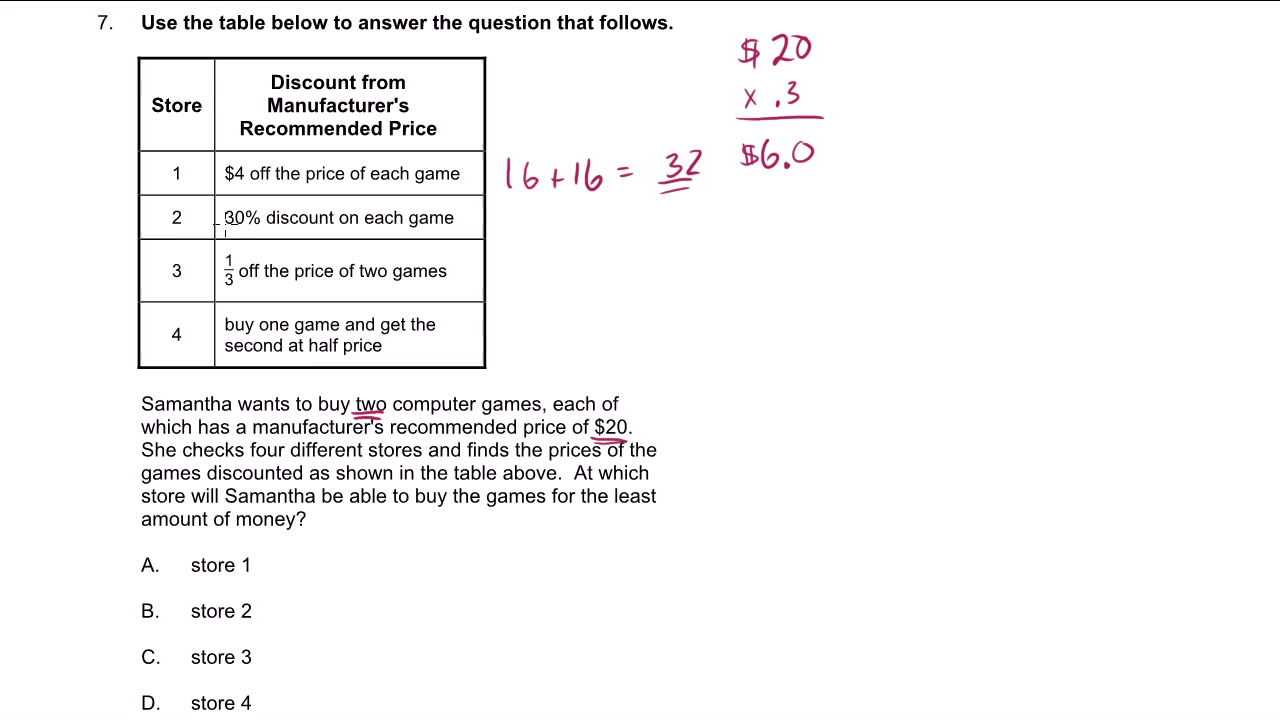 7. Use the table below to answer the question that follows.
$ 20
x .3
$6.0
Store
Discount from
Manufacturer's
Recommended Price
1 $4 off the price of each game
16 + 16 = 32
2 30% discount on each game
3 1/3 off the price of two games
4 buy one game and get the
second at half price
Samantha wants to buy two computer games, each of
which has a manufacturer's recommended price of $20.
She checks four different stores and finds the prices of the
games discounted as shown in the table above. At which
store will Samantha be able to buy the games for the least
amount of money?
A. store 1
B. store 2
C. store 3
D. store 4